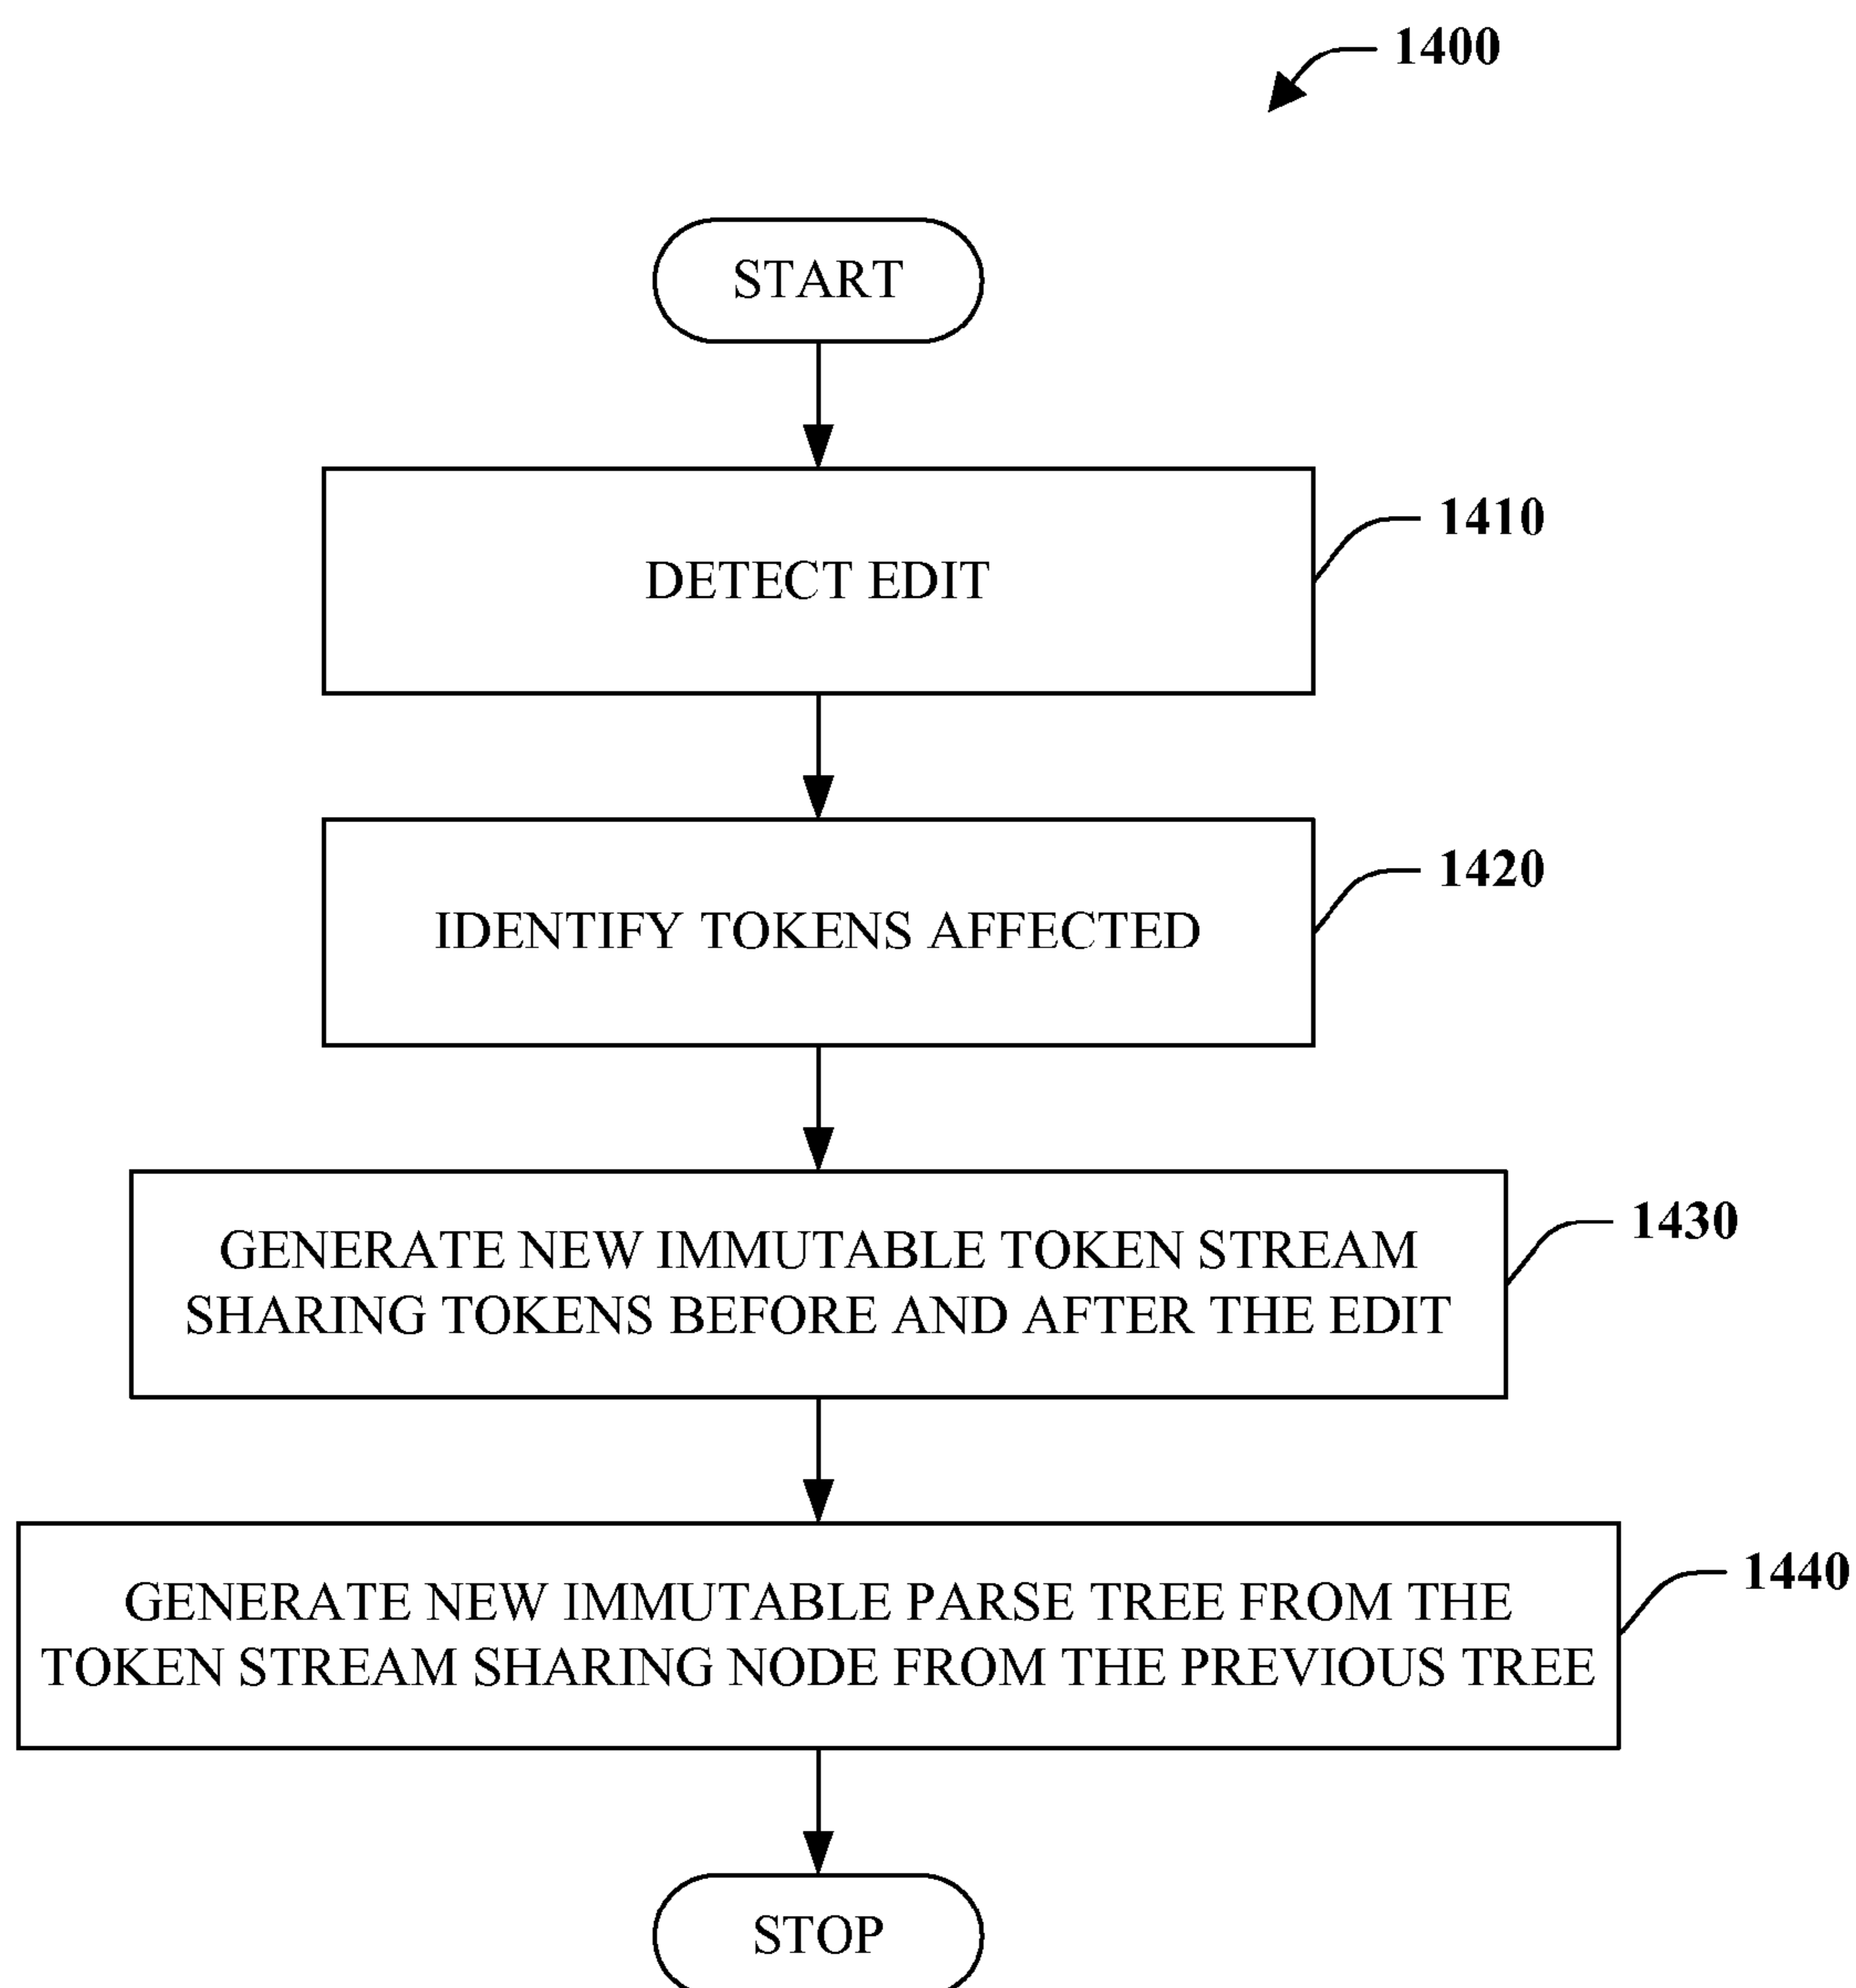 1400
START
DETECT EDIT
1410
IDENTIFY TOKENS AFFECTED
1420
GENERATE NEW IMMUTABLE TOKEN STREAM
SHARING TOKENS BEFORE AND AFTER THE EDIT
1430
GENERATE NEW IMMUTABLE PARSE TREE FROM THE
TOKEN STREAM SHARING NODE FROM THE PREVIOUS TREE
1440
STOP